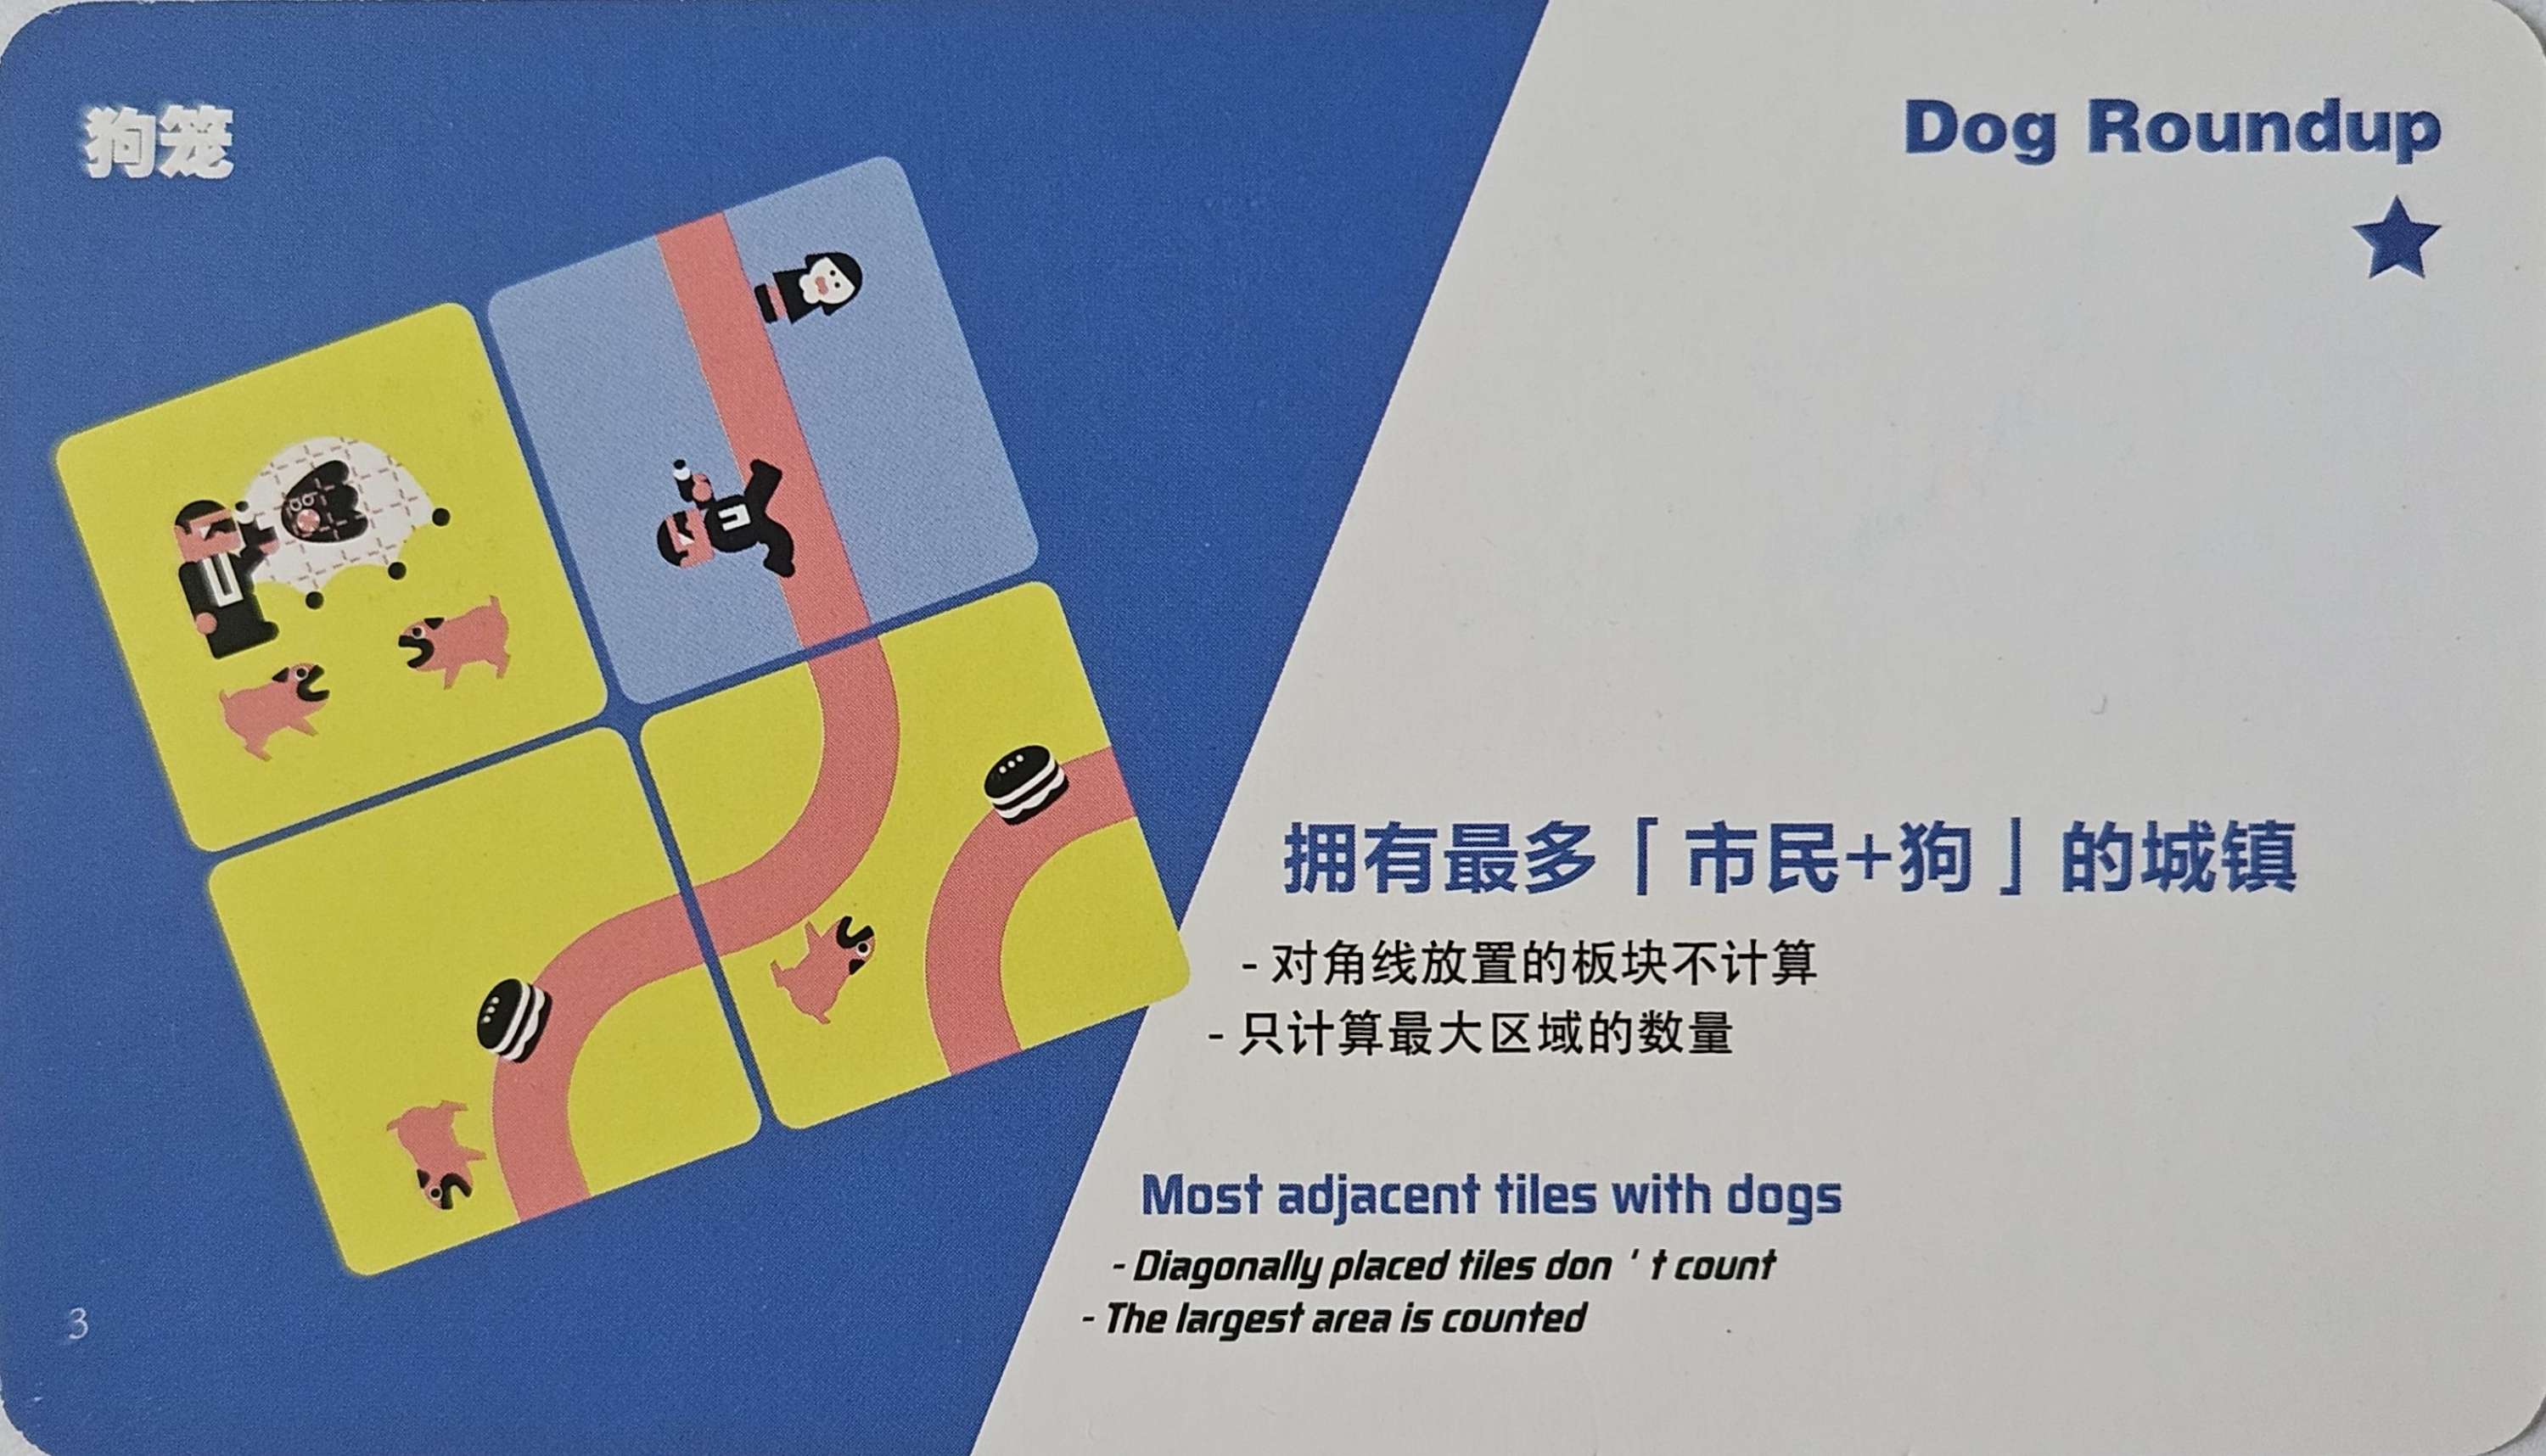 狗笼
Dog Roundup
拥有最多「市民+狗」的城镇
- 对角线放置的板块不计算
- 只计算最大区域的数量
Most adjacent tiles with dogs
- Diagonally placed tiles don ' t count
- The largest area is counted
3